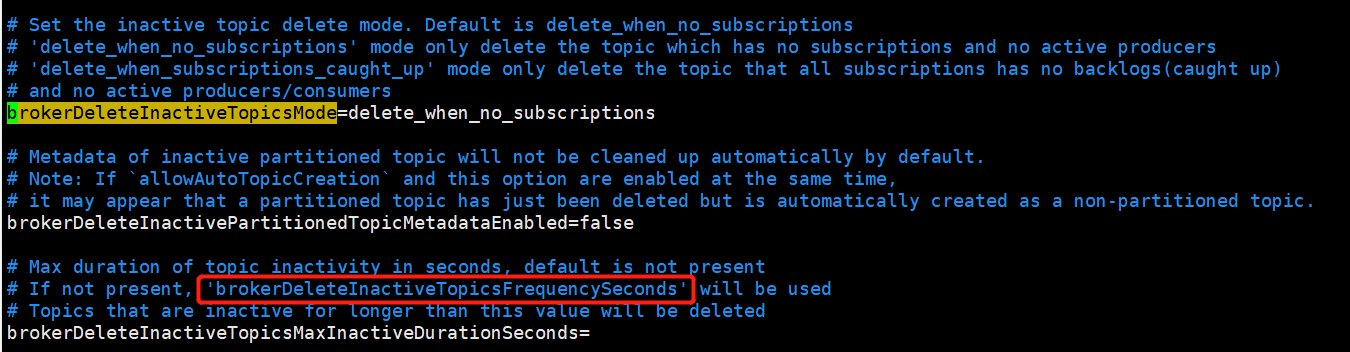 # Set the inactive topic delete mode. Default is delete_when_no_subscriptions
# 'delete_when_no_subscriptions' mode only delete the topic which has no subscriptions and no active producers
# 'delete_when_subscriptions_caught_up' mode only delete the topic that all subscriptions has no backlogs(caught up)
# and no active producers/consumers
brokerDeleteInactiveTopicsMode=delete_when_no_subscriptions
# Metadata of inactive partitioned topic will not be cleaned up automatically by default.
# Note: If `allowAutoTopicCreation` and this option are enabled at the same time,
# it may appear that a partitioned topic has just been deleted but is automatically created as a non-partitioned topic.
brokerDeleteInactivePartitionedTopicMetadataEnabled=false
# Max duration of topic inactivity in seconds, default is not present
# If not present, 'brokerDeleteInactiveTopicsFrequencySeconds' will be used
# Topics that are inactive for longer than this value will be deleted
brokerDeleteInactiveTopicsMaxInactiveDurationSeconds=